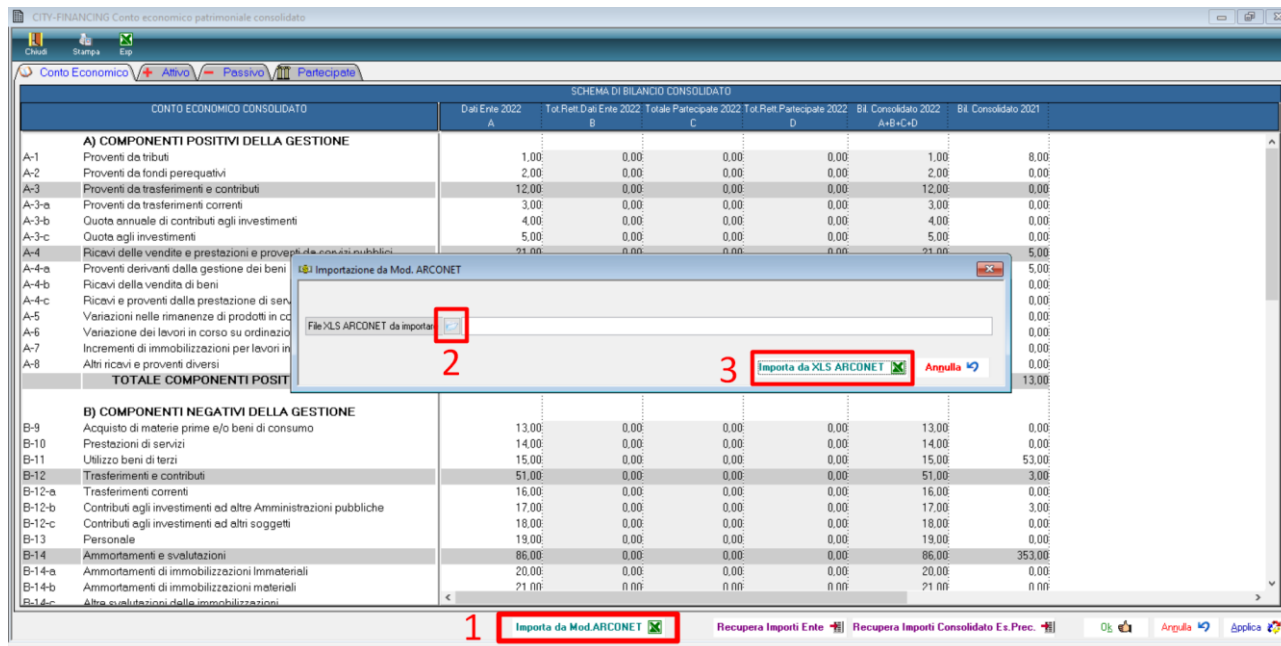 CITY-FINANCING Conto economico patrimoniale consolidato
Chiudi Stampa Esp
Conto Economico Attivo Passivo Partecipate
SCHEMA DI BILANCIO CONSOLIDATO
CONTO ECONOMICO CONSOLIDATO Dati Ente 2022 Tot.Rett.Dati Ente 2022 Totale Partecipate 2022 Tot.Rett.Partecipate 2022 Bil. Consolidato 2022 Bil. Consolidato 2021
A B C D A+B+C+D
A) COMPONENTI POSITIVI DELLA GESTIONE
A-1 Proventi da tributi 1,00 0,00 0,00 0,00 1,00 8,00
A-2 Proventi da fondi perequativi 2,00 0,00 0,00 0,00 2,00 0,00
A-3 Proventi da trasferimenti e contributi 12,00 0,00 0,00 0,00 12,00 0,00
A-3-a Proventi da trasferimenti correnti 3,00 0,00 0,00 0,00 3,00 0,00
A-3-b Quota annuale di contributi agli investimenti 4,00 0,00 0,00 0,00 4,00 0,00
A-3-c Quota agli investimenti 5,00 0,00 0,00 0,00 5,00 0,00
A-4 Ricavi delle vendite e prestazioni e proventi da servizi pubblici 21,00 0,00 0,00 0,00 21,00 5,00
A-4-a Proventi derivanti dalla gestione dei beni 5,00
A-4-b Ricavi della vendita di beni 0,00
A-4-c Ricavi e proventi dalla prestazione di serv 0,00
A-5 Variazioni nelle rimanenze di prodotti in co 0,00
A-6 Variazione dei lavori in corso su ordinazio 0,00
A-7 Incrementi di immobilizzazioni per lavori in 0,00
A-8 Altri ricavi e proventi diversi 0,00
TOTALE COMPONENTI POSIT 13,00
Importazione da Mod. ARCONET
File XLS ARCONET da importare
2
3
Importa da XLS ARCONET Annulla
B) COMPONENTI NEGATIVI DELLA GESTIONE
B-9 Acquisto di materie prime e/o beni di consumo 13,00 0,00 0,00 0,00 13,00 0,00
B-10 Prestazioni di servizi 14,00 0,00 0,00 0,00 14,00 0,00
B-11 Utilizzo beni di terzi 15,00 0,00 0,00 0,00 15,00 53,00
B-12 Trasferimenti e contributi 51,00 0,00 0,00 0,00 51,00 3,00
B-12-a Trasferimenti correnti 16,00 0,00 0,00 0,00 16,00 0,00
B-12-b Contributi agli investimenti ad altre Amministrazioni pubbliche 17,00 0,00 0,00 0,00 17,00 3,00
B-12-c Contributi agli investimenti ad altri soggetti 18,00 0,00 0,00 0,00 18,00 0,00
B-13 Personale 19,00 0,00 0,00 0,00 19,00 0,00
B-14 Ammortamenti e svalutazioni 86,00 0,00 0,00 0,00 86,00 353,00
B-14-a Ammortamenti di immobilizzazioni Immateriali 20,00 0,00 0,00 0,00 20,00 0,00
B-14-b Ammortamenti di immobilizzazioni materiali 21,00 0,00 0,00 0,00 21,00 0,00
B-14-c Altre svalutazioni delle immobilizzazioni
1 Importa da Mod.ARCONET Recupera Importi Ente Recupera Importi Consolidato Es.Prec. Ok Annulla Applica